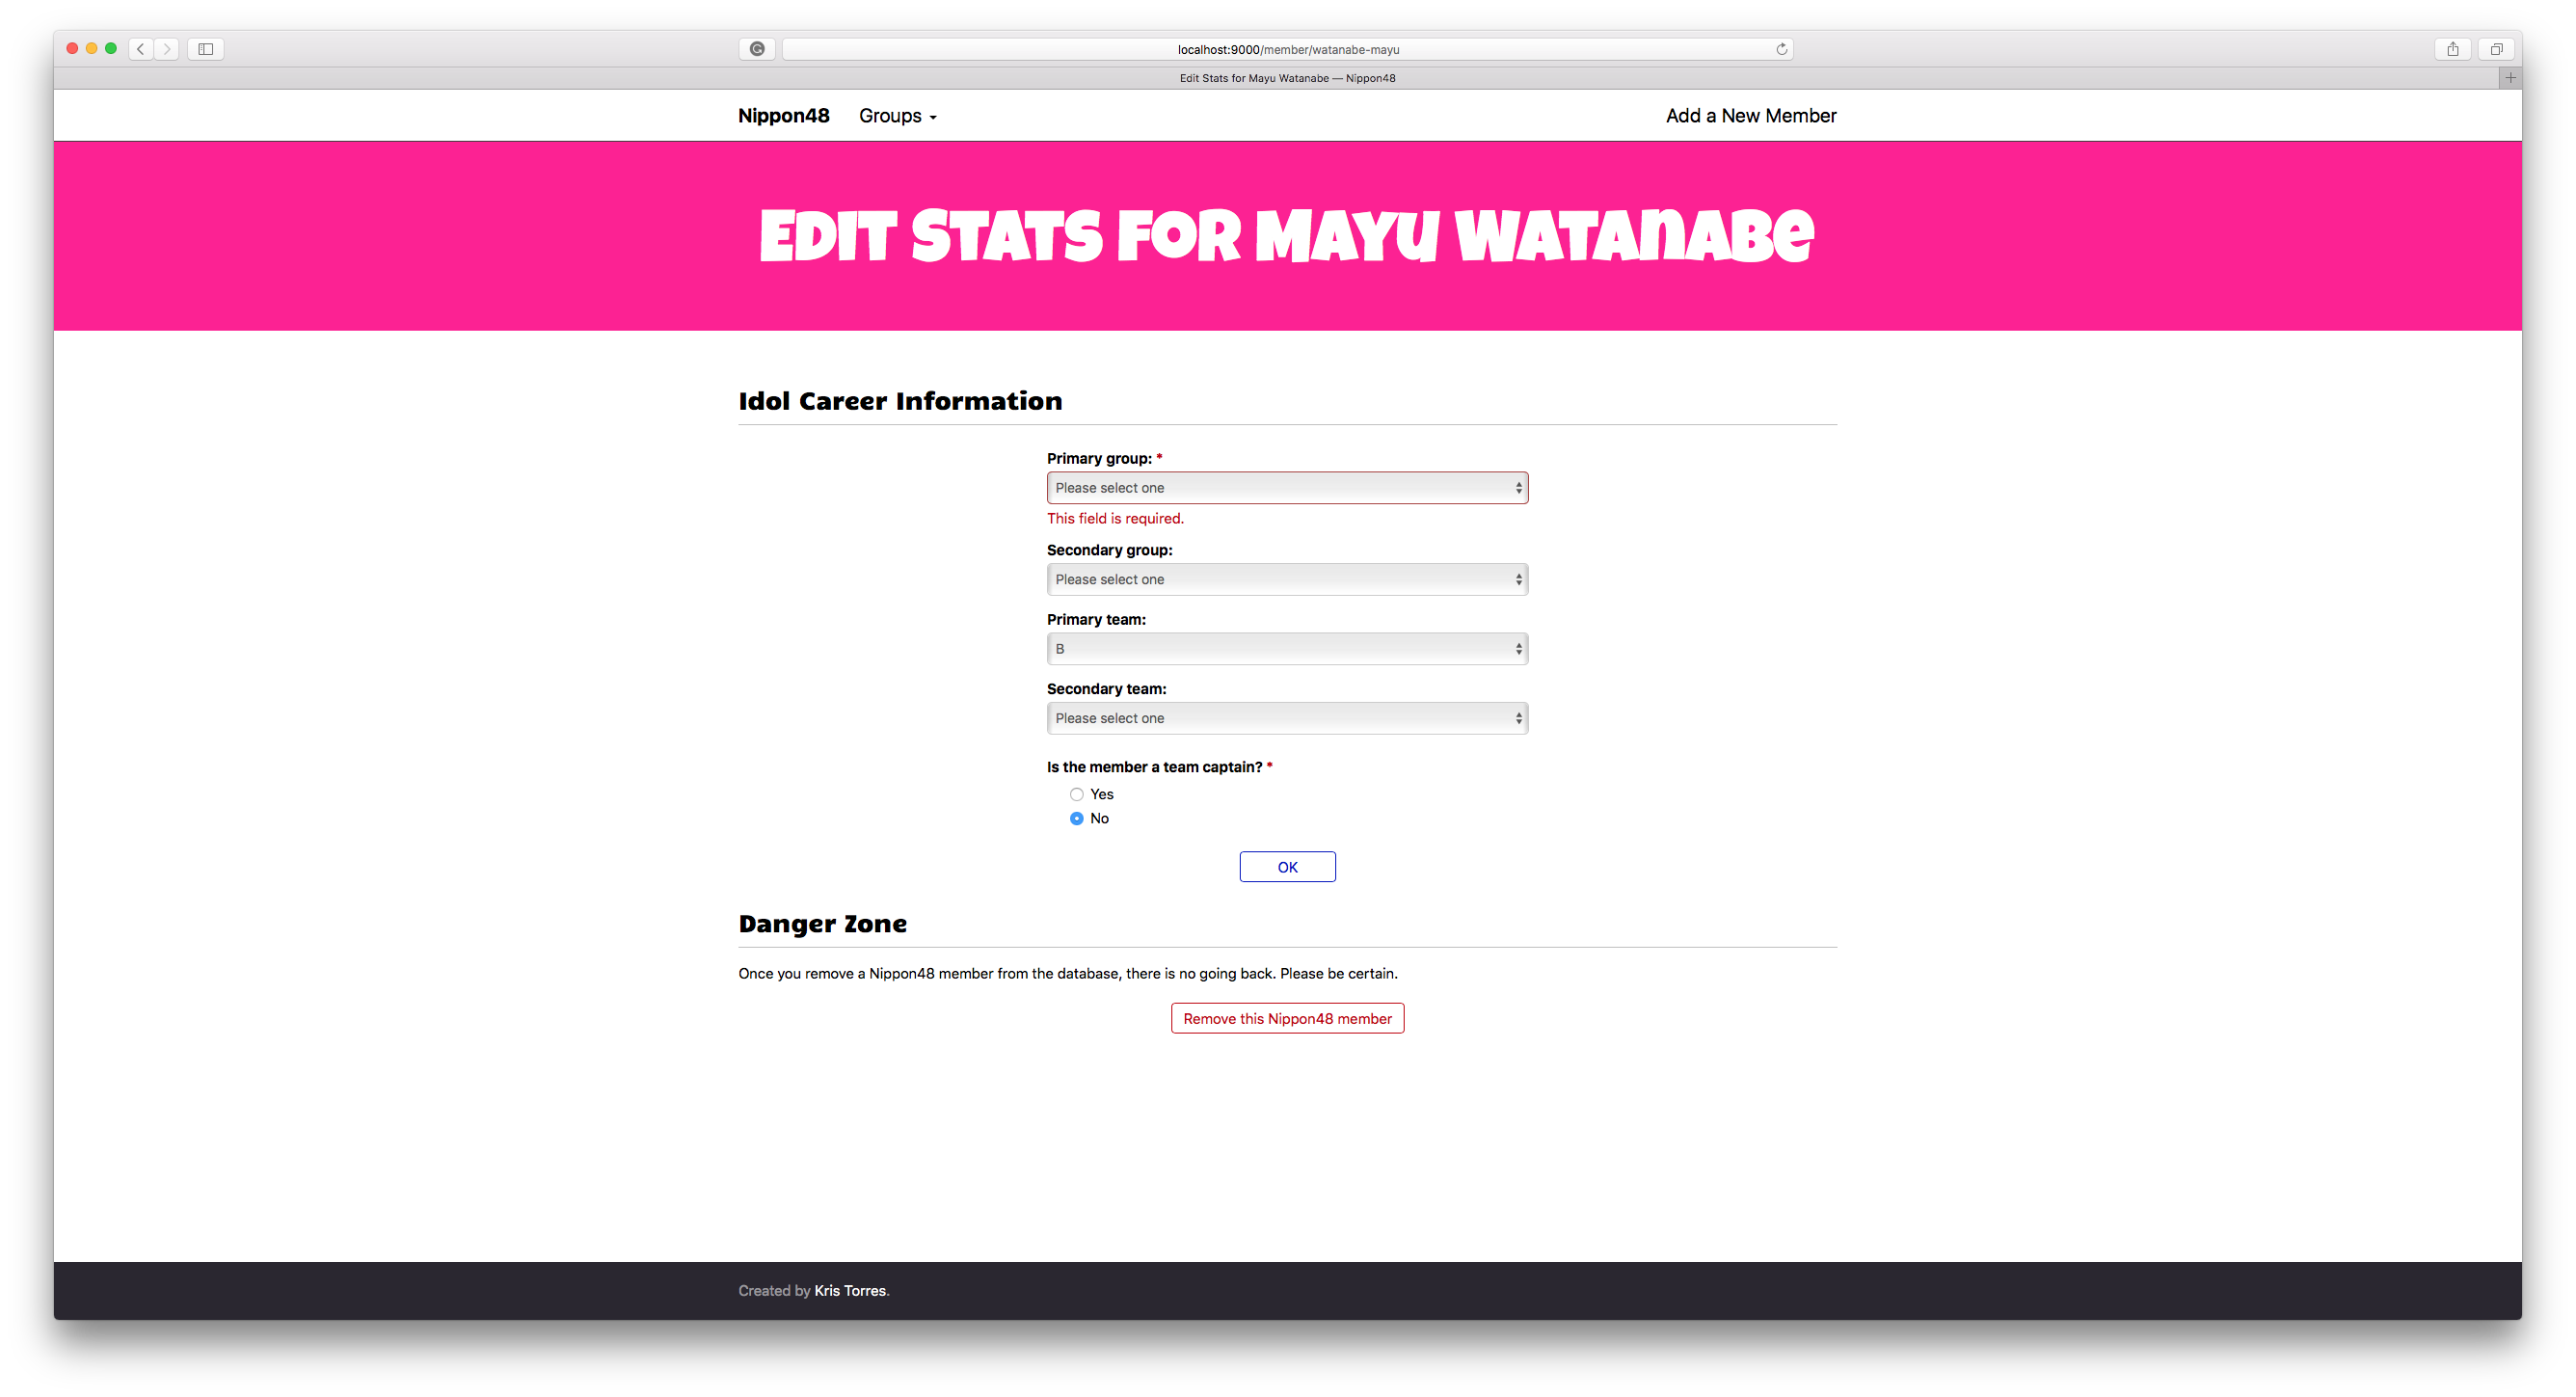 localhost:9000/member/watanabe-mayu
Edit Stats for Mayu Watanabe — Nippon48
Nippon48 Groups Add a New Member
Edit Stats for Mayu Watanabe
Idol Career Information
Primary group: *
Please select one
This field is required.
Secondary group:
Please select one
Primary team:
B
Secondary team:
Please select one
Is the member a team captain? *
Yes
No
OK
Danger Zone
Once you remove a Nippon48 member from the database, there is no going back. Please be certain.
Remove this Nippon48 member
Created by Kris Torres.